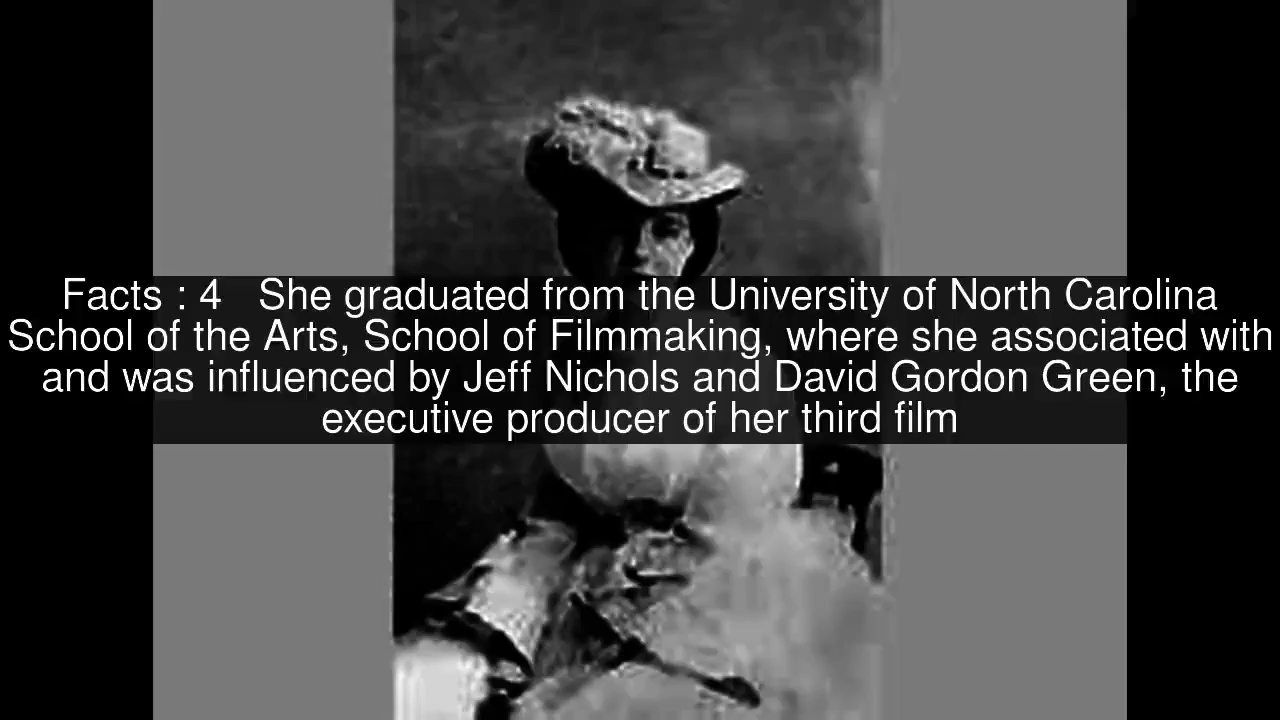 Facts : 4   She graduated from the University of North Carolina
School of the Arts, School of Filmmaking, where she associated with
and was influenced by Jeff Nichols and David Gordon Green, the
executive producer of her third film